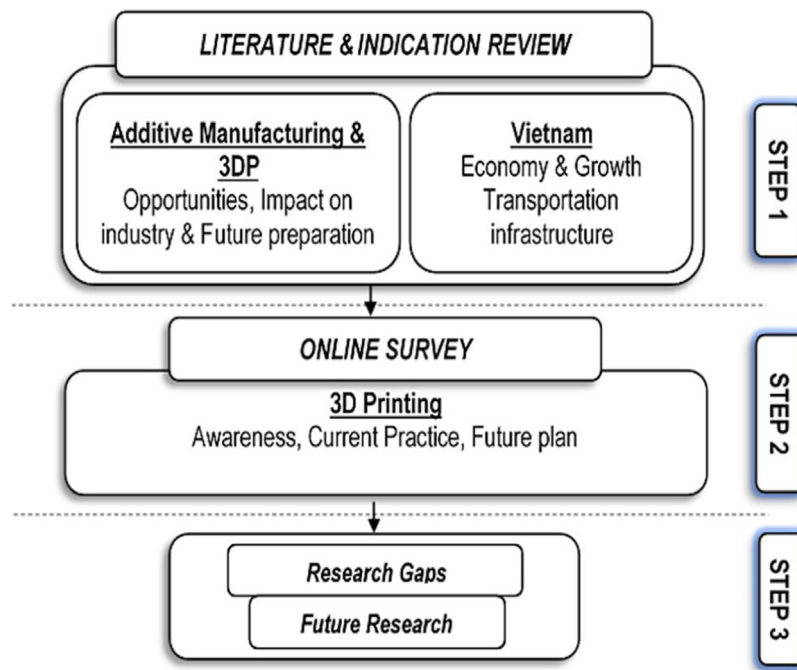 LITERATURE & INDICATION REVIEW
Additive Manufacturing &
3DP
Opportunities, Impact on
industry & Future preparation
Vietnam
Economy & Growth
Transportation
infrastructure
STEP 1
ONLINE SURVEY
3D Printing
Awareness, Current Practice, Future plan
STEP 2
Research Gaps
Future Research
STEP 3